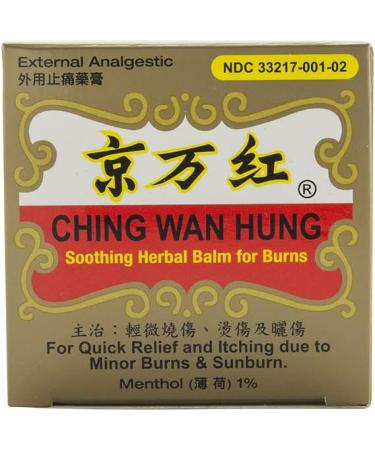 External Analgestic
外用止痛藥膏
NDC 33217-001-02
京万红®
CHING WAN HUNG
Soothing Herbal Balm for Burns
主治：輕微燒傷、燙傷及曬傷
For Quick Relief and Itching due to
Minor Burns & Sunburn.
Menthol (薄荷) 1%